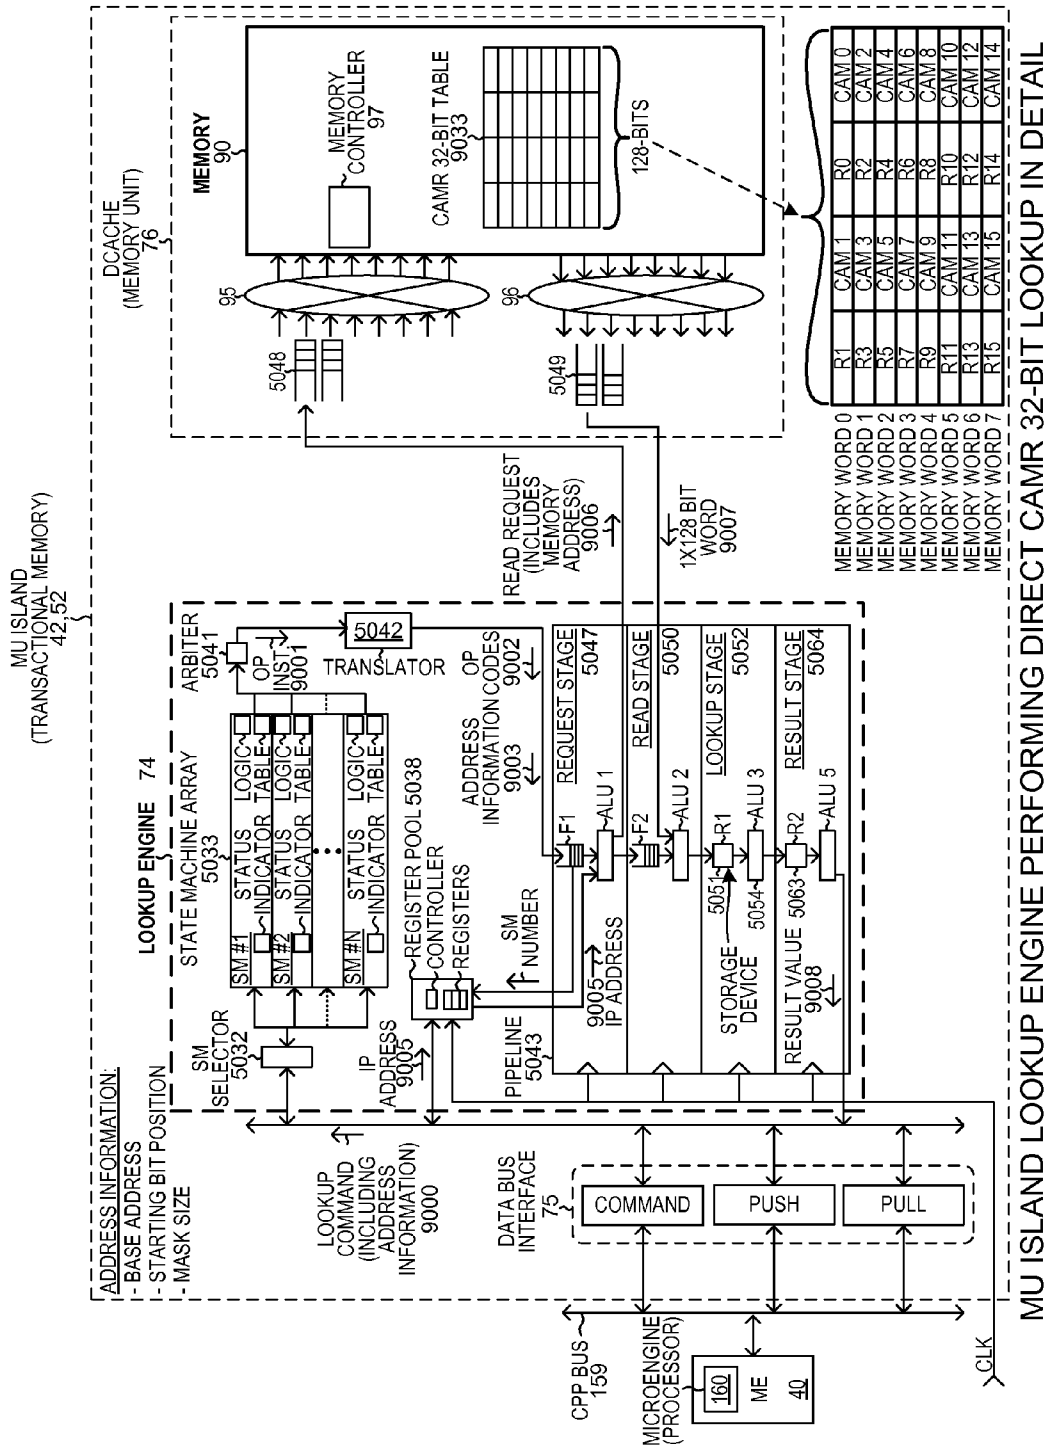 MU ISLAND
(TRANSACTIONAL MEMORY)
42,52
ADDRESS INFORMATION:
- BASE ADDRESS
- STARTING BIT POSITION
- MASK SIZE
LOOKUP ENGINE 74
STATE MACHINE ARRAY
5033
SM
SELECTOR
5032
SM #1
STATUS
LOGIC
INDICATOR
TABLE
SM #2
STATUS
LOGIC
INDICATOR
TABLE
SM #N
STATUS
LOGIC
INDICATOR
TABLE
ARBITER
5041
OP
INST.
9001
5042
TRANSLATOR
OP
CODES
9002
ADDRESS
INFORMATION
9003
REGISTER POOL 5038
CONTROLLER
REGISTERS
IP
ADDRESS
9005
SM
NUMBER
LOOKUP
COMMAND
(INCLUDING
ADDRESS
INFORMATION)
9000
PIPELINE
5043
9005
IP ADDRESS
F1
ALU 1
REQUEST STAGE
5047
F2
ALU 2
READ STAGE
5050
5051
R1
5054
ALU 3
STORAGE
DEVICE
LOOKUP STAGE
5052
5063
R2
ALU 5
RESULT STAGE
5064
RESULT VALUE
9008
DATA BUS
INTERFACE
75
COMMAND
PUSH
PULL
CPP BUS
159
MICROENGINE
(PROCESSOR)
160
ME
40
CLK
READ REQUEST
(INCLUDES
MEMORY
ADDRESS)
9006
1X128 BIT
WORD
9007
DCACHE
(MEMORY UNIT)
76
MEMORY
90
MEMORY
CONTROLLER
97
CAMR 32-BIT TABLE
9033
128-BITS
95
96
5048
5049
MEMORY WORD 0 R1 CAM 1 R0 CAM 0
MEMORY WORD 1 R3 CAM 3 R2 CAM 2
MEMORY WORD 2 R5 CAM 5 R4 CAM 4
MEMORY WORD 3 R7 CAM 7 R6 CAM 6
MEMORY WORD 4 R9 CAM 9 R8 CAM 8
MEMORY WORD 5 R11 CAM 11 R10 CAM 10
MEMORY WORD 6 R13 CAM 13 R12 CAM 12
MEMORY WORD 7 R15 CAM 15 R14 CAM 14
MU ISLAND LOOKUP ENGINE PERFORMING DIRECT CAMR 32-BIT LOOKUP IN DETAIL